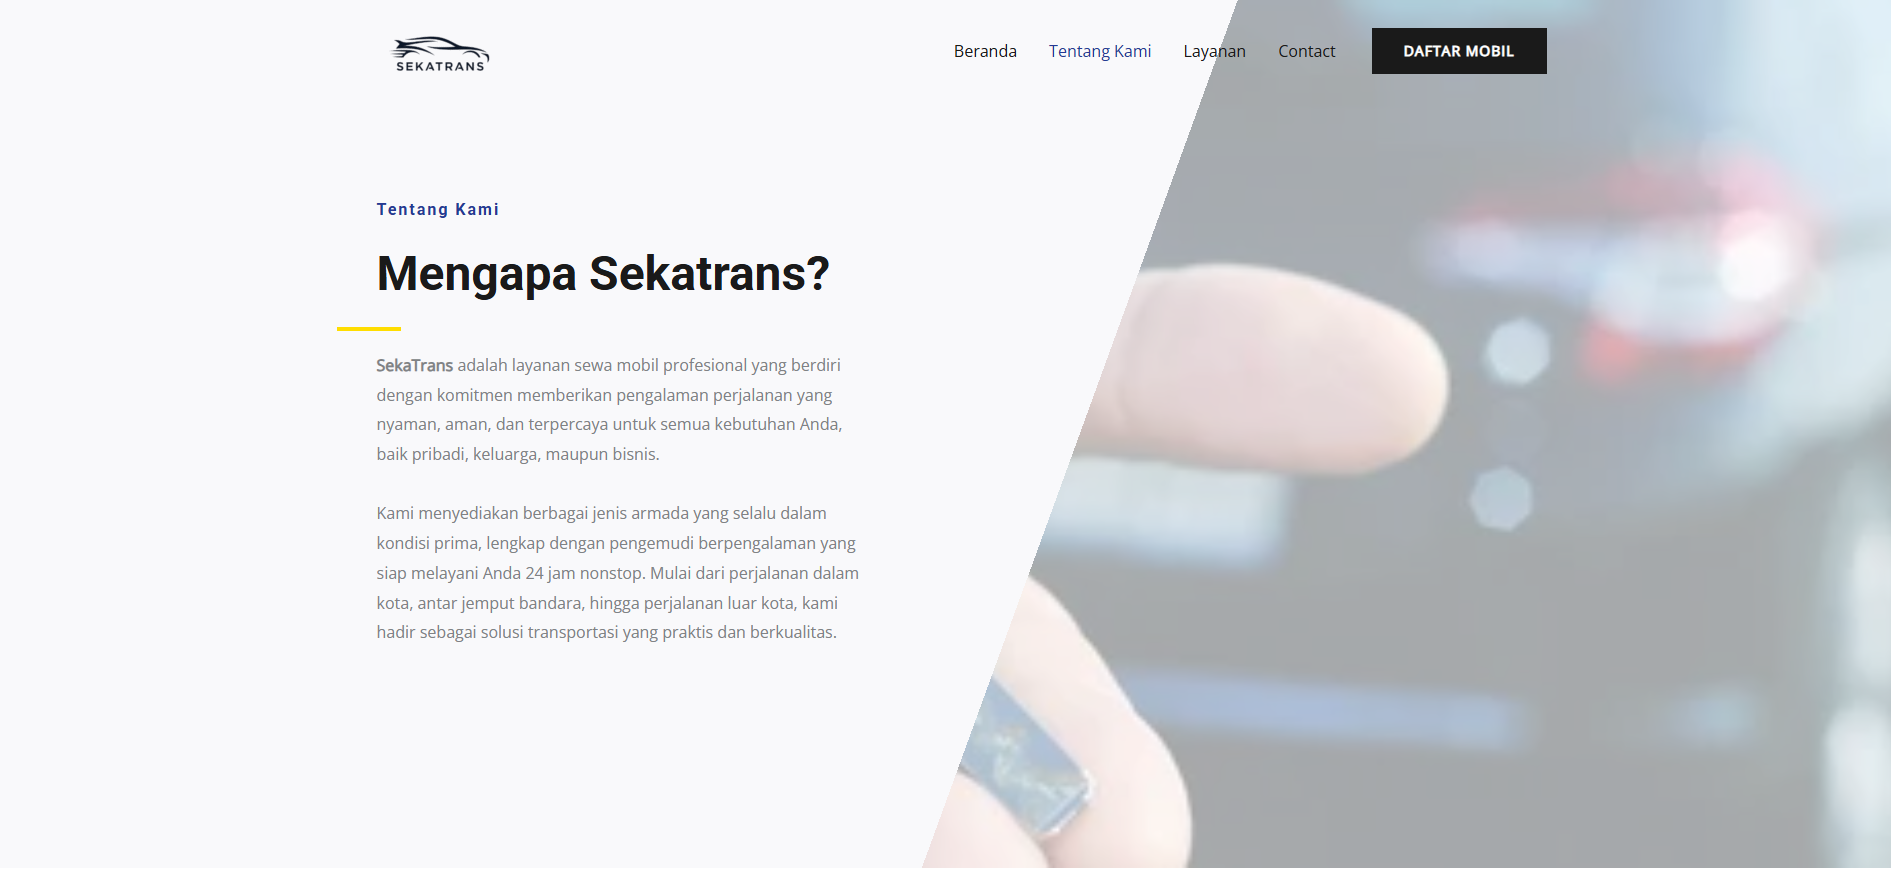 SEKATRANS
Beranda Tentang Kami Layanan Contact DAFTAR MOBIL
Tentang Kami
Mengapa Sekatrans?
SekaTrans adalah layanan sewa mobil profesional yang berdiri
dengan komitmen memberikan pengalaman perjalanan yang
nyaman, aman, dan terpercaya untuk semua kebutuhan Anda,
baik pribadi, keluarga, maupun bisnis.
Kami menyediakan berbagai jenis armada yang selalu dalam
kondisi prima, lengkap dengan pengemudi berpengalaman yang
siap melayani Anda 24 jam nonstop. Mulai dari perjalanan dalam
kota, antar jemput bandara, hingga perjalanan luar kota, kami
hadir sebagai solusi transportasi yang praktis dan berkualitas.